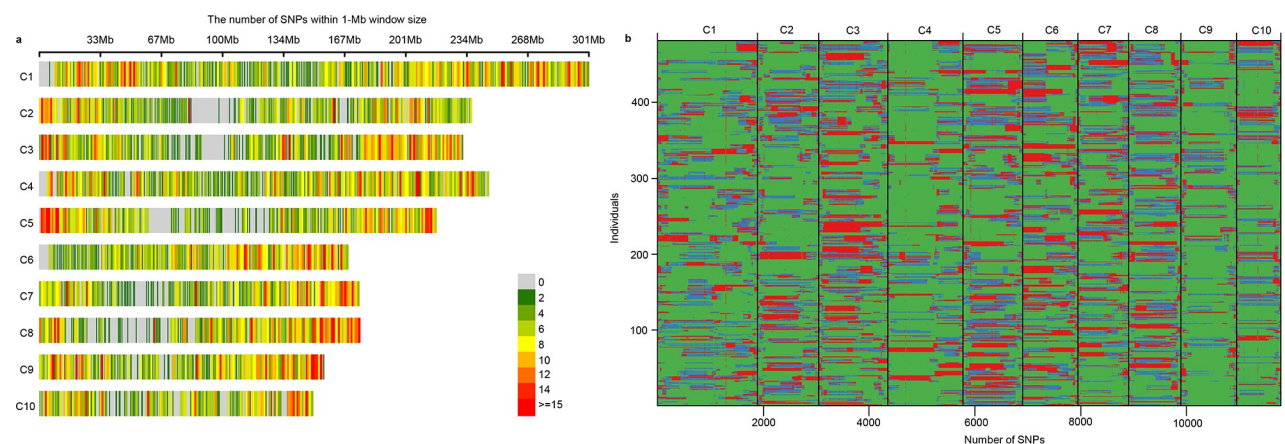 The number of SNPs within 1-Mb window size
a
33Mb 67Mb 100Mb 134Mb 167Mb 201Mb 234Mb 268Mb 301Mb
C1
C2
C3
C4
C5
C6
C7
C8
C9
C10
0
2
4
6
8
10
12
14
>=15
b
C1 C2 C3 C4 C5 C6 C7 C8 C9 C10
Individuals
400
300
200
100
2000 4000 6000 8000 10000
Number of SNPs